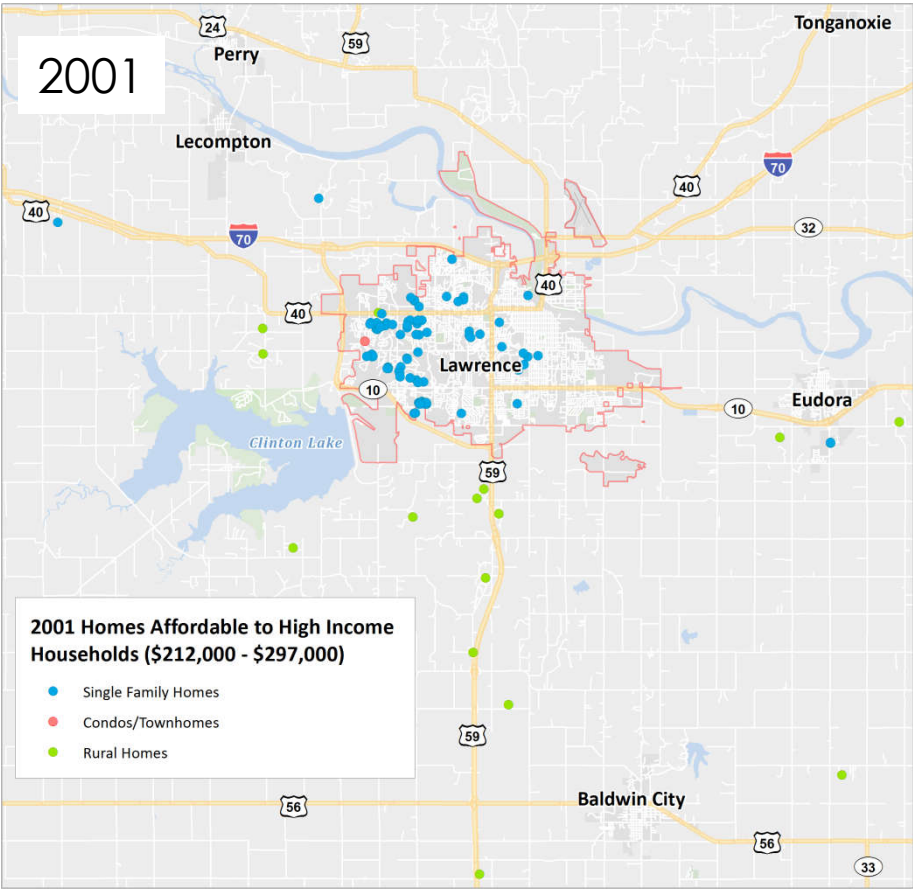 Tonganoxie
24
59
Perry
2001
Lecompton
70
40
40
32
70
40
40
Lawrence
10
Eudora
10
Clinton Lake
59
2001 Homes Affordable to High Income
Households ($212,000 - $297,000)
Single Family Homes
Condos/Townhomes
Rural Homes
59
Baldwin City
56
56
33